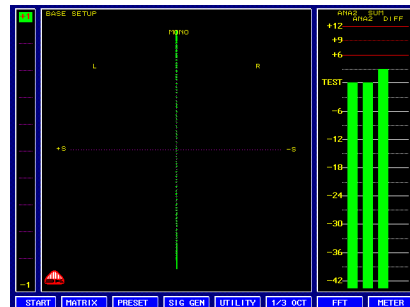 +1
BASE SETUP
MONO
L
R
+S
-S
-1
ANA2 SUM
ANA2 DIFF
+12
+9
+6
TEST
-6
-12
-18
-24
-30
-36
-42
START MATRIX PRESET SIG GEN UTILITY 1/3 OCT FFT METER